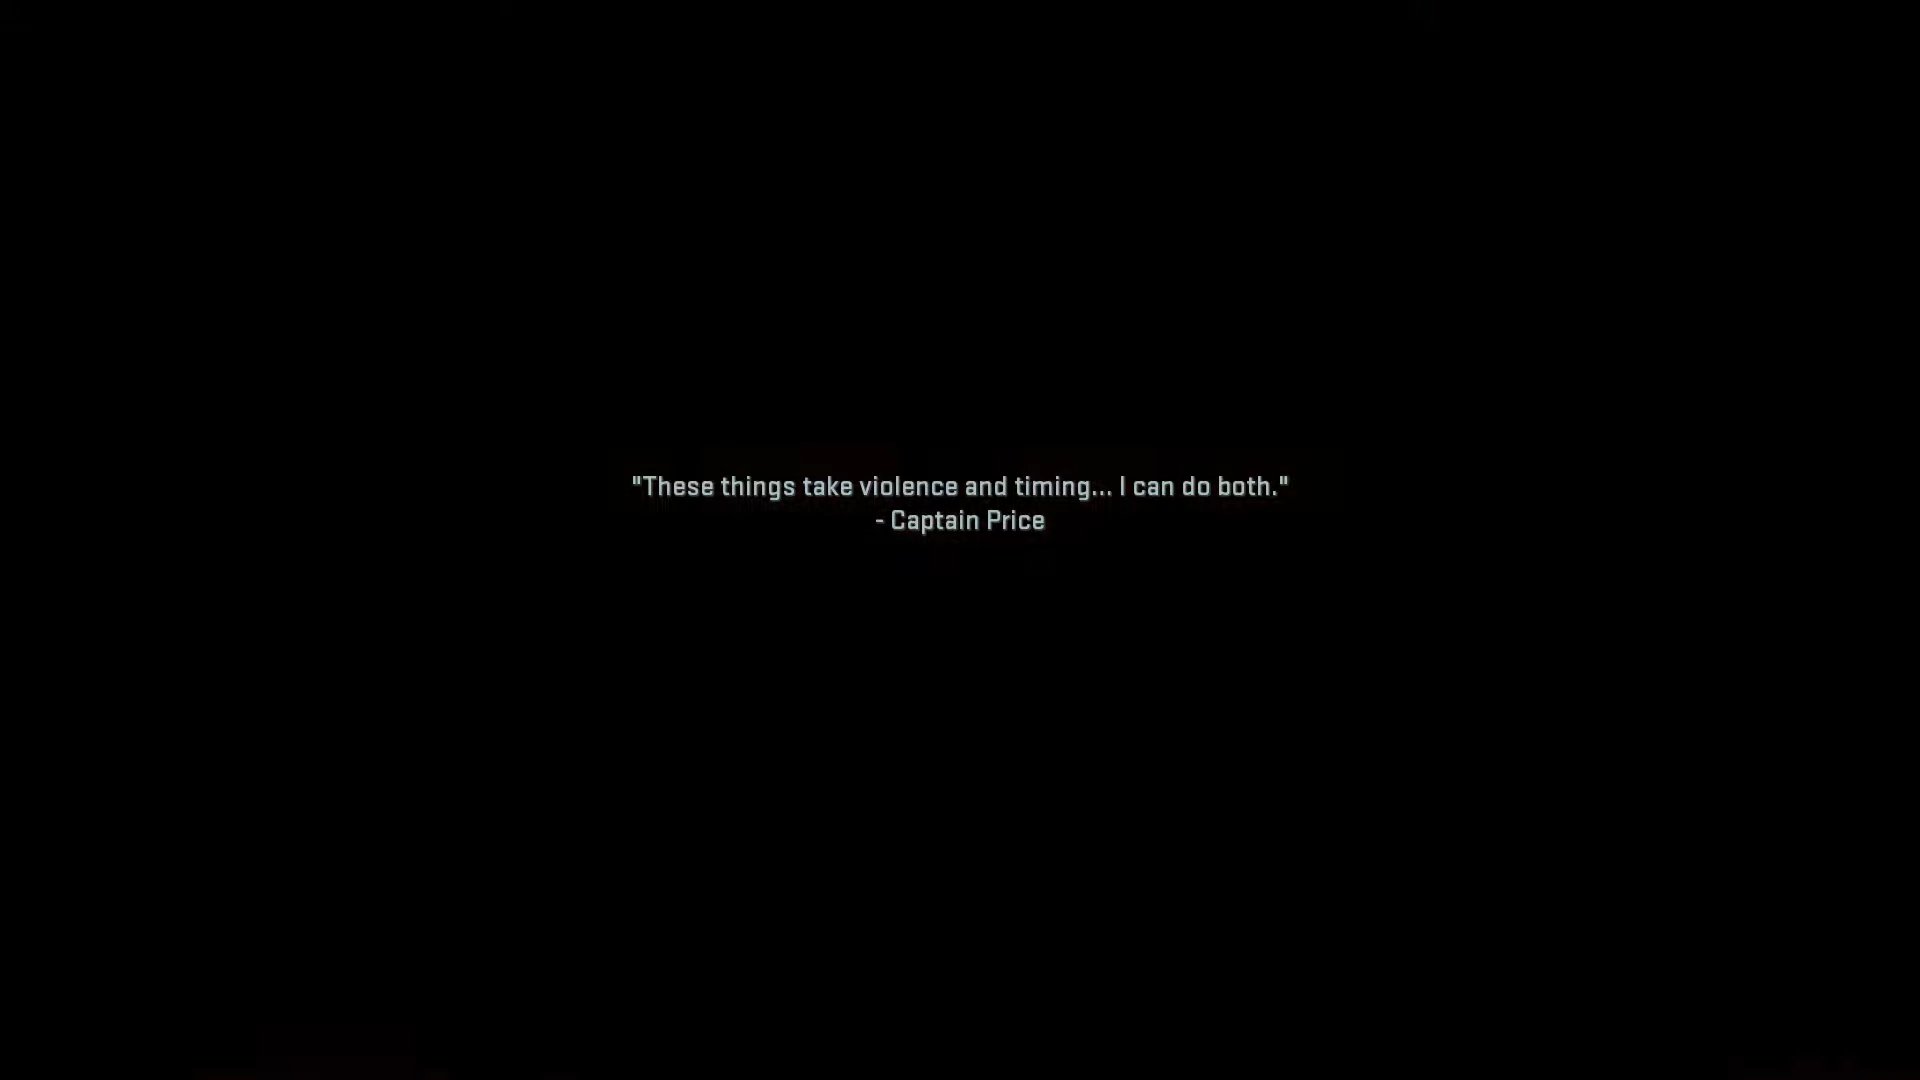 "These things take violence and timing... I can do both."
- Captain Price